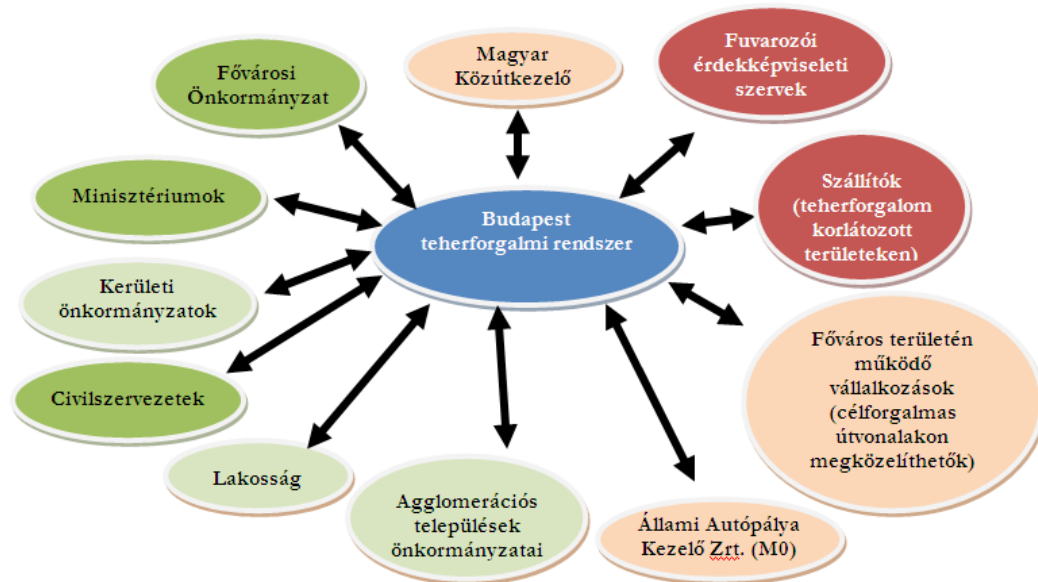 Fővárosi
Önkormányzat
Magyar
Közútkezelő
Fuvarozói
érdekképviseleti
szervek
Minisztériumok
Budapest
teherforgalmi rendszer
Szállítók
(teherforgalom
korlátozott
területeken)
Kerületi
önkormányzatok
Főváros területén
működő
vállalkozások
(célforgalmas
útvonalakon
megközelíthetők)
Civilszervezetek
Lakosság
Agglomerációs
települések
önkormányzatai
Állami Autópálya
Kezelő Zrt. (M0)